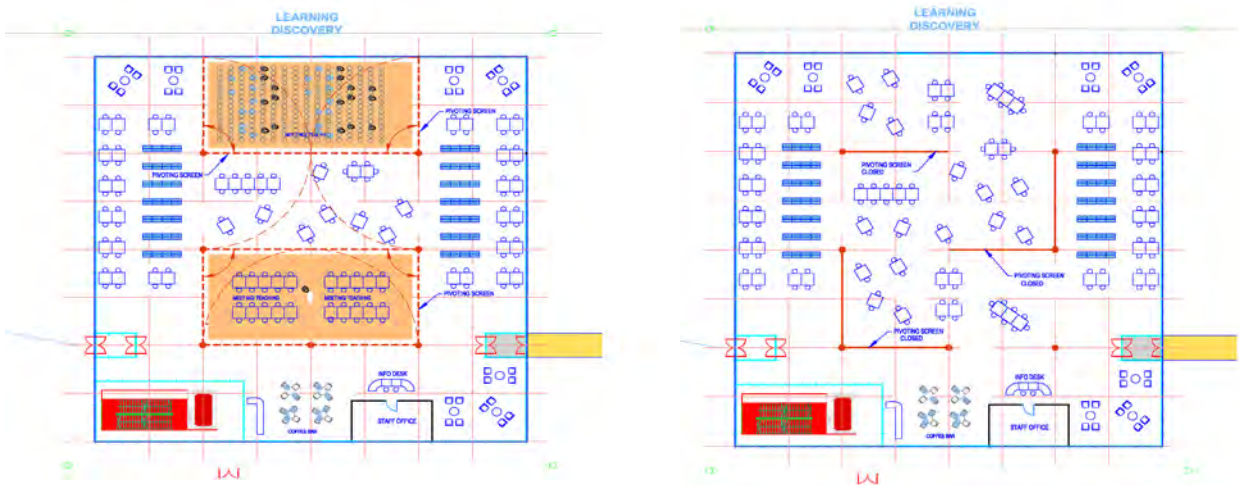 LEARNING
DISCOVERY
PIVOTING SCREEN
PIVOTING SCREEN
MEETING TEACHING
MEETING TEACHING
PIVOTING SCREEN
INFO DESK
STAFF OFFICE
COFFEE BAR
LEARNING
DISCOVERY
PIVOTING SCREEN
CLOSED
PIVOTING SCREEN
CLOSED
PIVOTING SCREEN
CLOSED
INFO DESK
STAFF OFFICE
COFFEE BAR